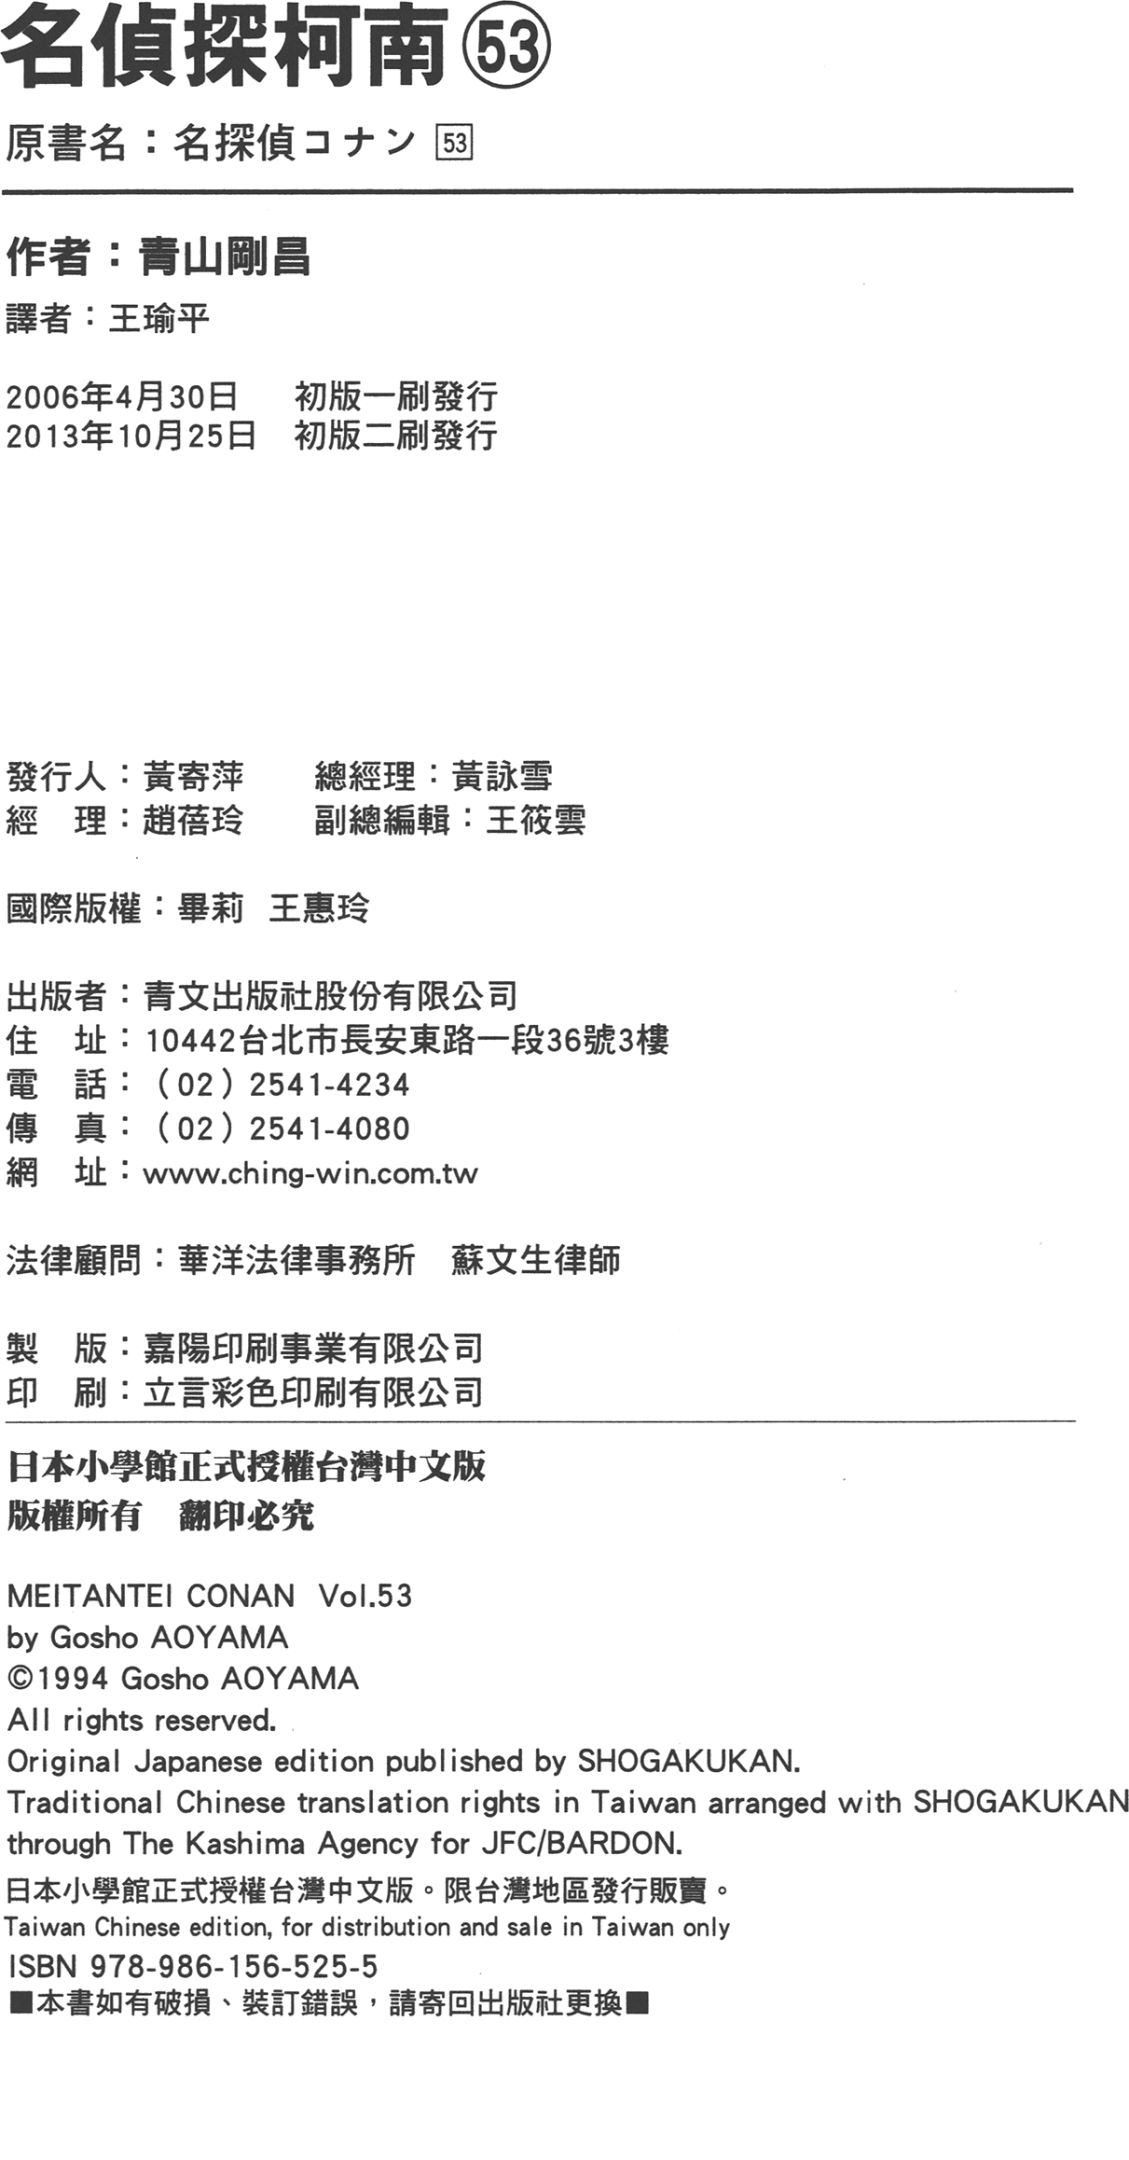 名偵探柯南 53
原書名：名探偵コナン 53
作者：青山剛昌
譯者：王瑜平
2006年4月30日　初版一刷發行
2013年10月25日　初版二刷發行
發行人：黃寄萍　　總經理：黃詠雪
經　理：趙蓓玲　　副總編輯：王筱雲
國際版權：畢莉　王惠玲
出版者：青文出版社股份有限公司
住　址：10442台北市長安東路一段36號3樓
電　話：（02）2541-4234
傳　真：（02）2541-4080
網　址：www.ching-win.com.tw
法律顧問：華洋法律事務所　蘇文生律師
製　版：嘉陽印刷事業有限公司
印　刷：立言彩色印刷有限公司
日本小學館正式授權台灣中文版
版權所有　翻印必究
MEITANTEI CONAN Vol.53
by Gosho AOYAMA
©1994 Gosho AOYAMA
All rights reserved.
Original Japanese edition published by SHOGAKUKAN.
Traditional Chinese translation rights in Taiwan arranged with SHOGAKUKAN
through The Kashima Agency for JFC/BARDON.
日本小學館正式授權台灣中文版。限台灣地區發行販賣。
Taiwan Chinese edition, for distribution and sale in Taiwan only
ISBN 978-986-156-525-5
■本書如有破損、裝訂錯誤，請寄回出版社更換■